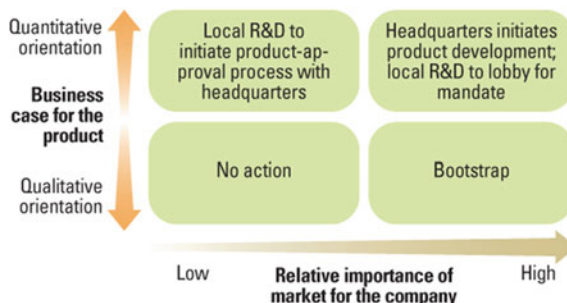 Quantitative
orientation
Business
case for the
product
Qualitative
orientation
Local R&D to
initiate product-ap-
proval process with
headquarters
Headquarters initiates
product development;
local R&D to lobby for
mandate
No action
Bootstrap
Low
Relative importance of
market for the company
High